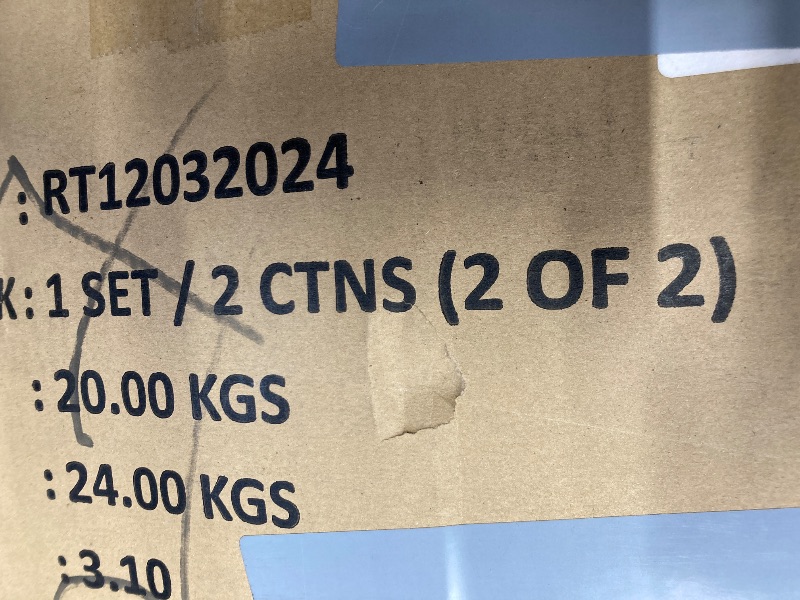 : RT12032024
K: 1 SET / 2 CTNS (2 OF 2)
: 20.00 KGS
: 24.00 KGS
: 3.10